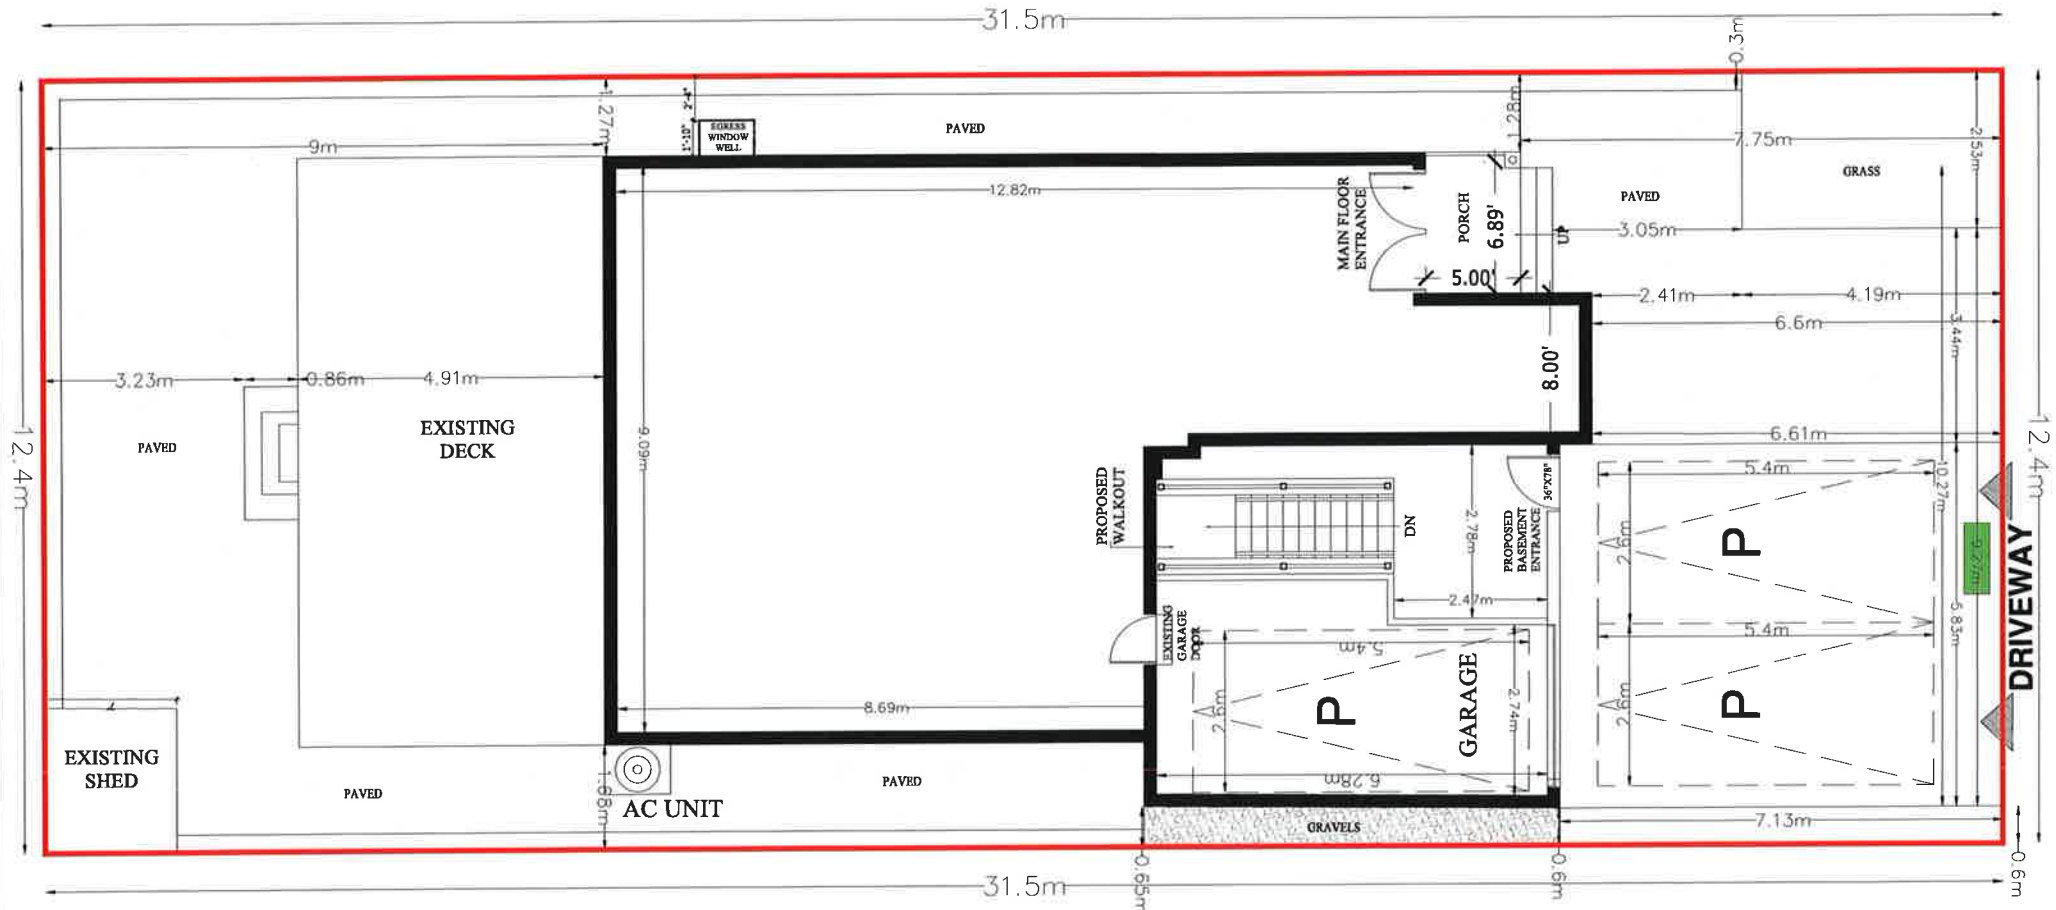 31.5m
0.3m
1.27m
2'-4"
1'-10"
EGRESS
WINDOW
WELL
PAVED
1.28m
7.75m
2.53m
9m
12.82m
MAIN FLOOR
ENTRANCE
PORCH
6.89'
5.00'
UP
PAVED
GRASS
3.05m
2.41m
4.19m
6.6m
3.44m
8.00'
3.23m
0.86m
4.91m
EXISTING
DECK
PAVED
12.4m
9.09m
6.61m
12.4m
PROPOSED
WALKOUT
DN
2.78m
36"X78"
PROPOSED
BASEMENT
ENTRANCE
5.4m
10.27m
2.6m
P
9.27m
DRIVEWAY
2.47m
EXISTING
GARAGE
DOOR
5.4m
5.4m
5.83m
8.69m
2.6m
P
GARAGE
2.74m
2.6m
P
6.28m
EXISTING
SHED
PAVED
1.68m
AC UNIT
PAVED
GRAVELS
7.13m
0.65m
0.6m
0.6m
31.5m